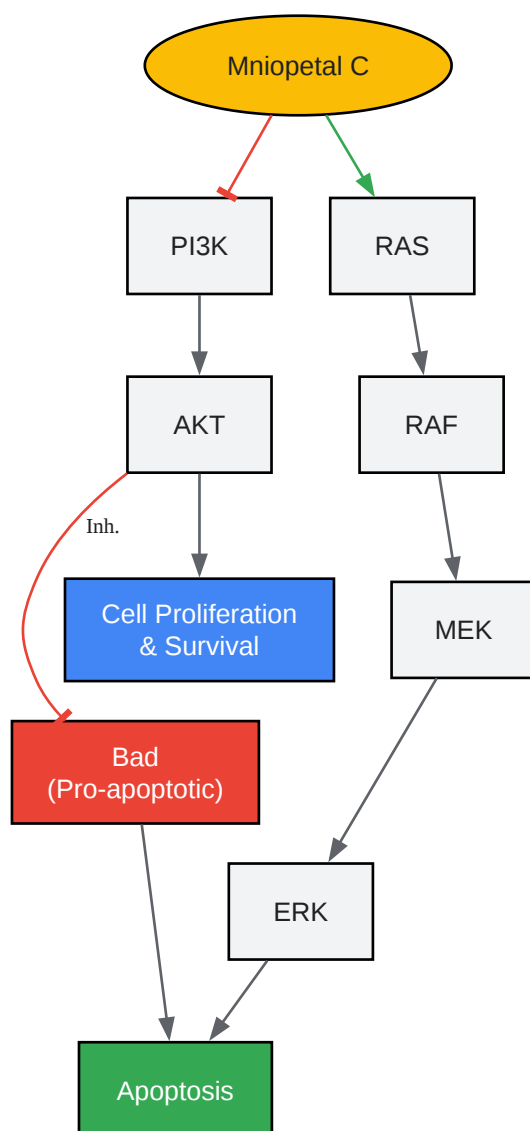 Mniopetal C
PI3K
RAS
AKT
RAF
Inh.
Cell Proliferation
& Survival
MEK
Bad
(Pro-apoptotic)
ERK
Apoptosis